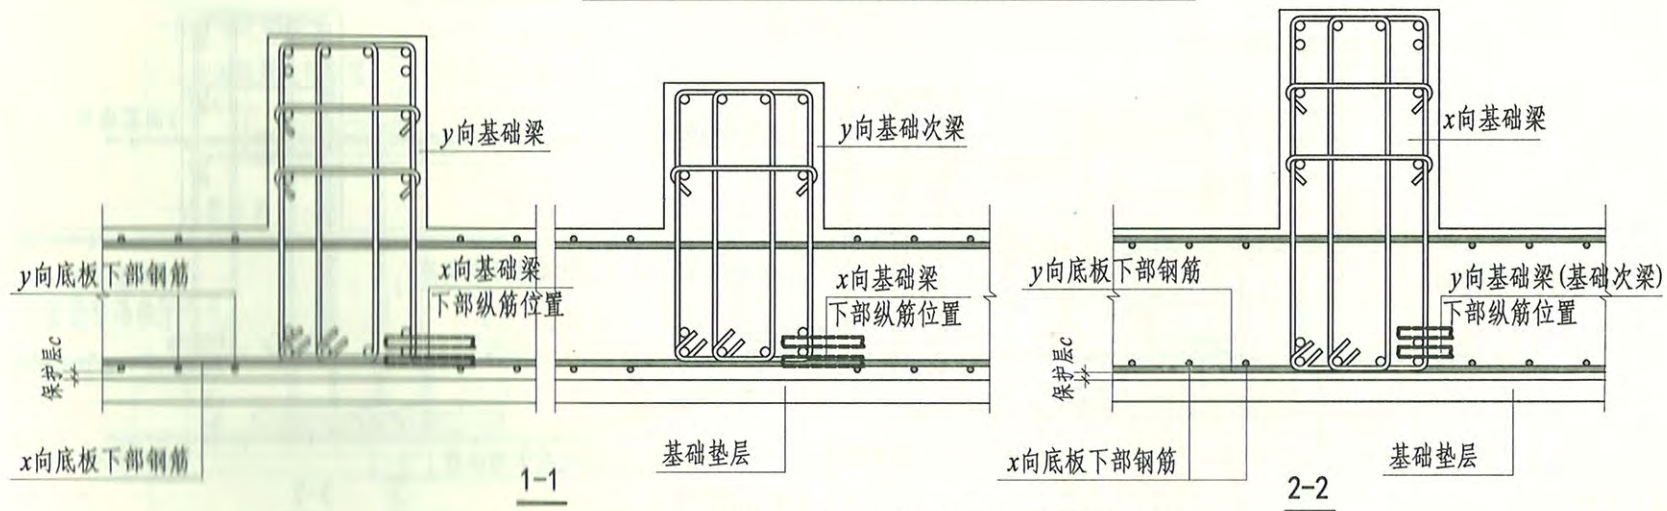 y向基础梁
y向基础次梁
x向基础梁
y向底板下部钢筋
x向基础梁
下部纵筋位置
x向基础梁
下部纵筋位置
y向底板下部钢筋
y向基础梁(基础次梁)
下部纵筋位置
保护层c
保护层c
x向底板下部钢筋
基础垫层
x向底板下部钢筋
基础垫层
1-1
2-2